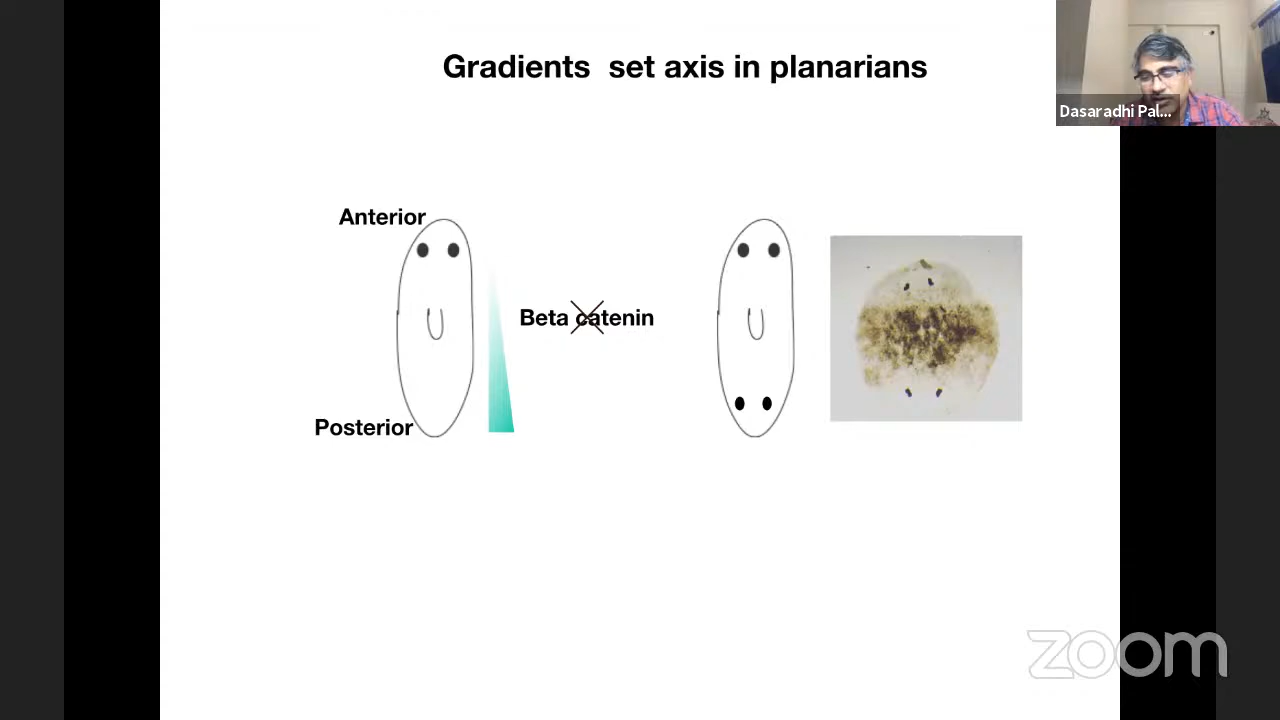 Gradients set axis in planarians
Dasaradhi Pal...
Anterior
Beta catenin
Posterior
zoom